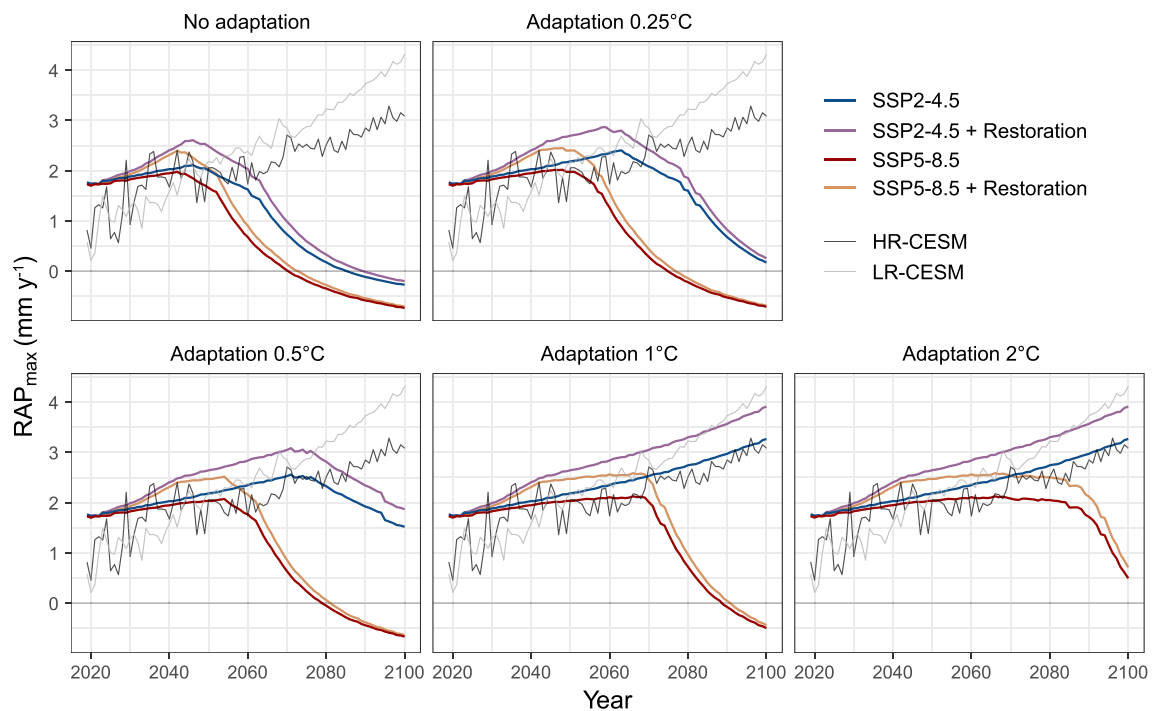 No adaptation
Adaptation 0.25°C
4
3
2
1
0
SSP2-4.5
SSP2-4.5 + Restoration
SSP5-8.5
SSP5-8.5 + Restoration
HR-CESM
LR-CESM
RAPmax (mm y-1)
Adaptation 0.5°C
Adaptation 1°C
Adaptation 2°C
4
3
2
1
0
2020 2040 2060 2080 2100
2020 2040 2060 2080 2100
2020 2040 2060 2080 2100
Year